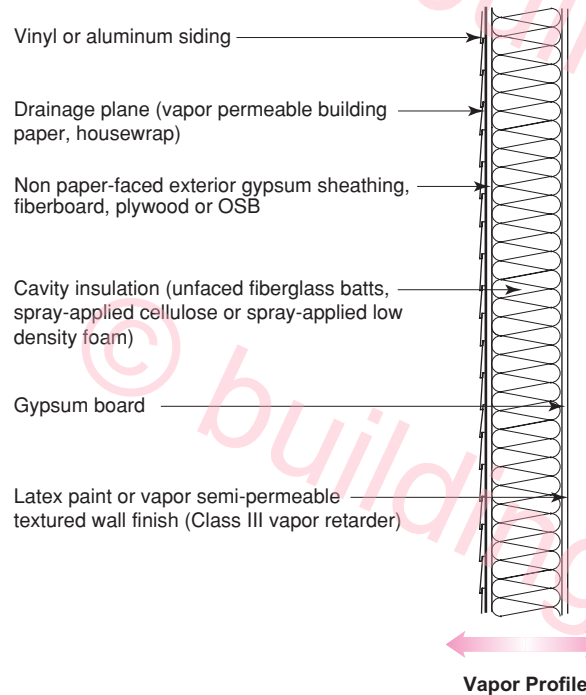 Vinyl or aluminum siding
Drainage plane (vapor permeable building
paper, housewrap)
Non paper-faced exterior gypsum sheathing,
fiberboard, plywood or OSB
Cavity insulation (unfaced fiberglass batts,
spray-applied cellulose or spray-applied low
density foam)
Gypsum board
Latex paint or vapor semi-permeable
textured wall finish (Class III vapor retarder)
Vapor Profile
© building
buil